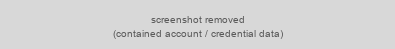 screenshot removed
(contained account / credential data)